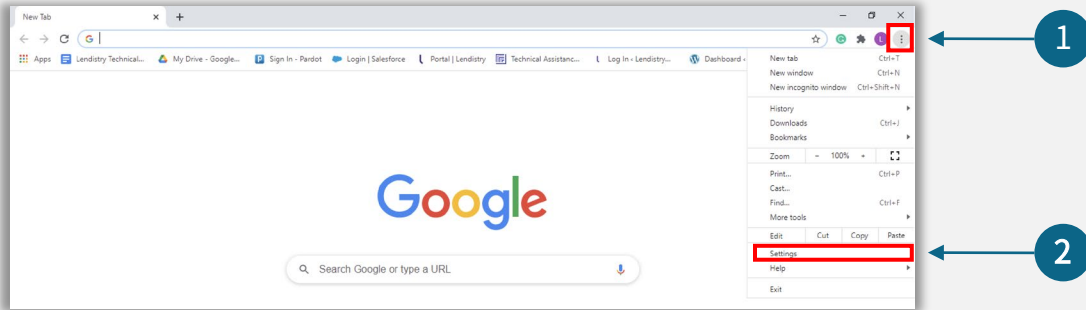 New Tab
1
G
L
Apps Lendistry Technical... My Drive - Google... Sign In - Pardot Login | Salesforce Portal | Lendistry Technical Assistanc... Log In ‹ Lendistry... Dashboard ‹
New tab Ctrl+T
New window Ctrl+N
New incognito window Ctrl+Shift+N
History
Downloads Ctrl+J
Bookmarks
Zoom - 100% +
Print... Ctrl+P
Cast...
Find... Ctrl+F
More tools
Edit Cut Copy Paste
Settings
2
Help
Exit
Google
Search Google or type a URL